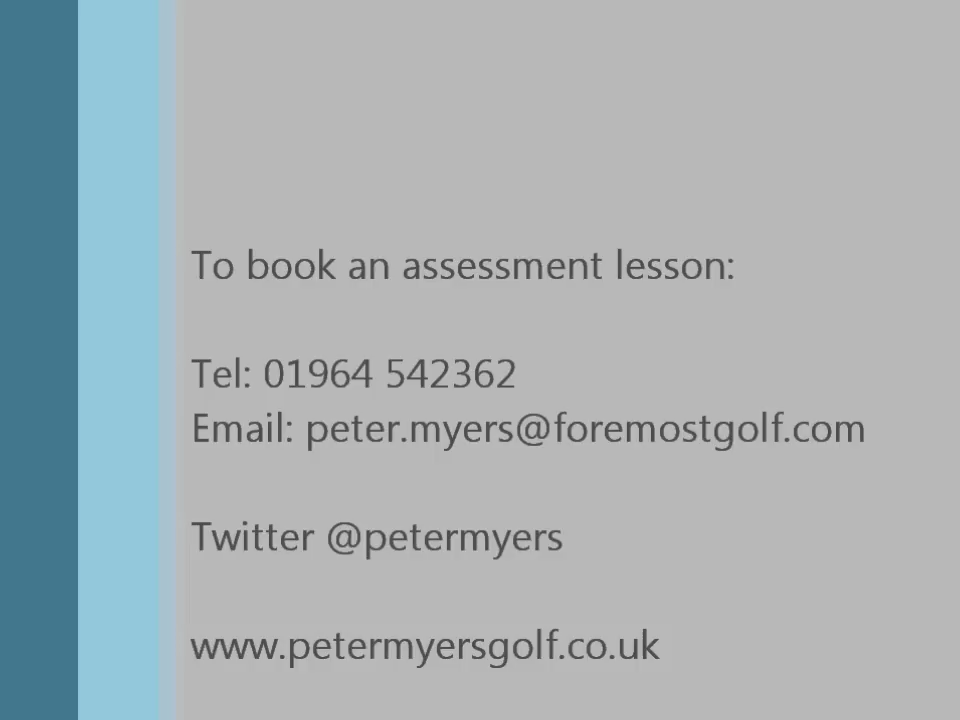 To book an assessment lesson:
Tel: 01964 542362
Email: peter.myers@foremostgolf.com
Twitter @petermyers
www.petermyersgolf.co.uk